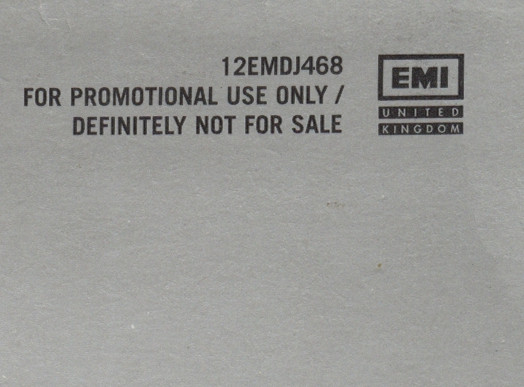 12EMDJ468
FOR PROMOTIONAL USE ONLY /
DEFINITELY NOT FOR SALE
EMI
UNITED
KINGDOM